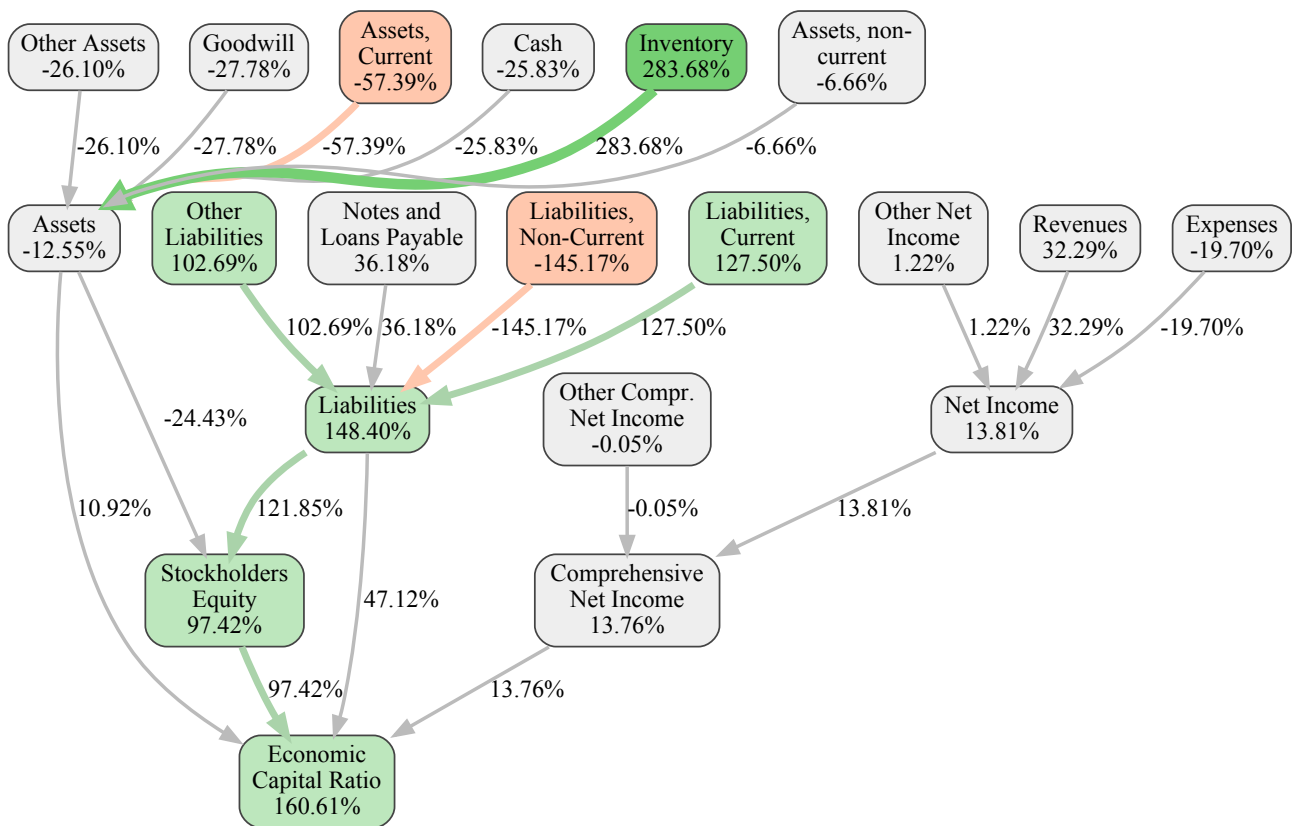 Other Assets
-26.10%
Goodwill
-27.78%
Assets,
Current
-57.39%
Cash
-25.83%
Inventory
283.68%
Assets, non-
current
-6.66%
-26.10%
-27.78%
-57.39%
-25.83%
283.68%
-6.66%
Assets
-12.55%
Other
Liabilities
102.69%
Notes and
Loans Payable
36.18%
Liabilities,
Non-Current
-145.17%
Liabilities,
Current
127.50%
Other Net
Income
1.22%
Revenues
32.29%
Expenses
-19.70%
102.69%
36.18%
-145.17%
127.50%
1.22%
32.29%
-19.70%
Liabilities
148.40%
Other Compr.
Net Income
-0.05%
Net Income
13.81%
-24.43%
10.92%
121.85%
-0.05%
13.81%
Stockholders
Equity
97.42%
47.12%
Comprehensive
Net Income
13.76%
97.42%
13.76%
Economic
Capital Ratio
160.61%